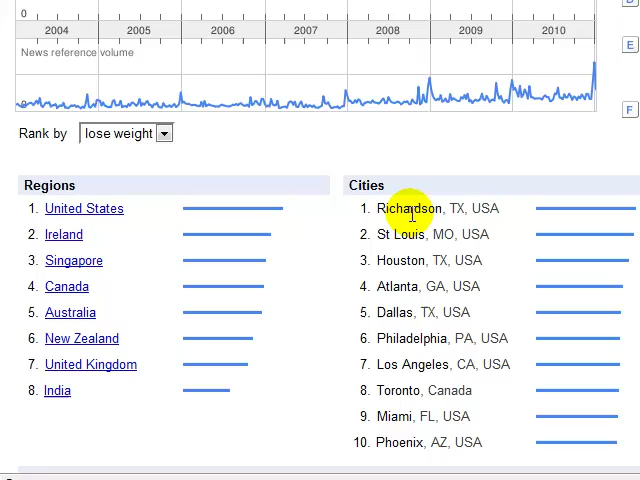 D
0
2004 2005 2006 2007 2008 2009 2010
E
News reference volume
0
F
Rank by lose weight
Regions
1. United States
2. Ireland
3. Singapore
4. Canada
5. Australia
6. New Zealand
7. United Kingdom
8. India
Cities
1. Richardson, TX, USA
2. St Louis, MO, USA
3. Houston, TX, USA
4. Atlanta, GA, USA
5. Dallas, TX, USA
6. Philadelphia, PA, USA
7. Los Angeles, CA, USA
8. Toronto, Canada
9. Miami, FL, USA
10. Phoenix, AZ, USA